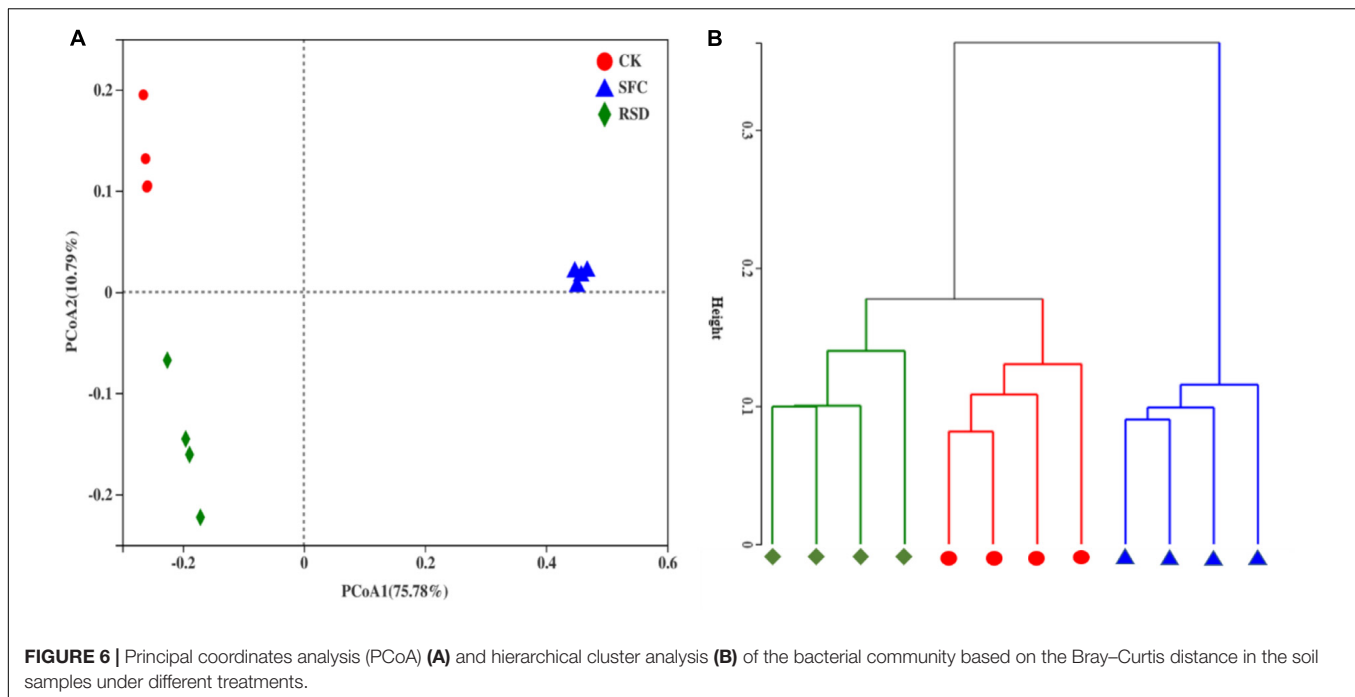 A
B
CK
SFC
RSD
0.2
0.1
0
-0.1
-0.2
PCoA2(10.79%)
-0.2
0
0.2
0.4
0.6
PCoA1(75.78%)
0.3
0.2
0.1
0
Height
FIGURE 6 | Principal coordinates analysis (PCoA) (A) and hierarchical cluster analysis (B) of the bacterial community based on the Bray–Curtis distance in the soil
samples under different treatments.